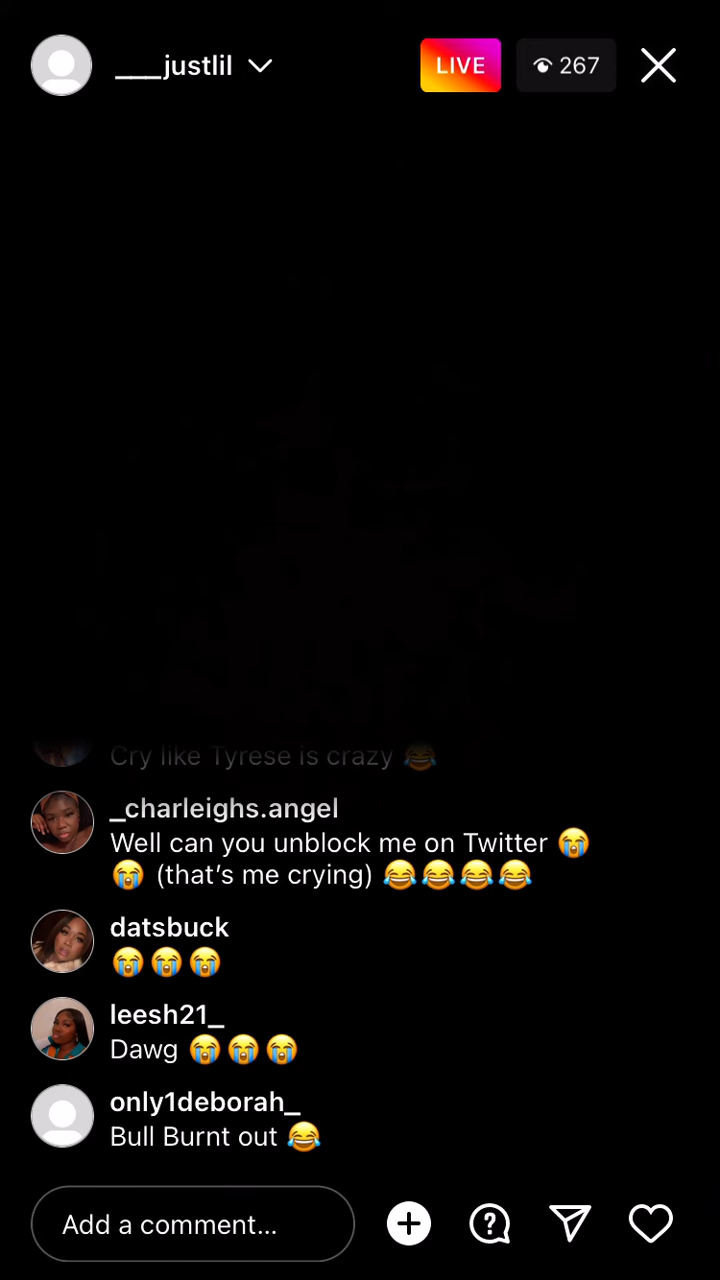 ___justlil
LIVE
267
Cry like Tyrese is crazy 😂
_charleighs.angel
Well can you unblock me on Twitter 😭
😭 (that's me crying) 😂😂😂😂
datsbuck
😭😭😭
leesh21_
Dawg 😭😭😭
only1deborah_
Bull Burnt out 😂
Add a comment...